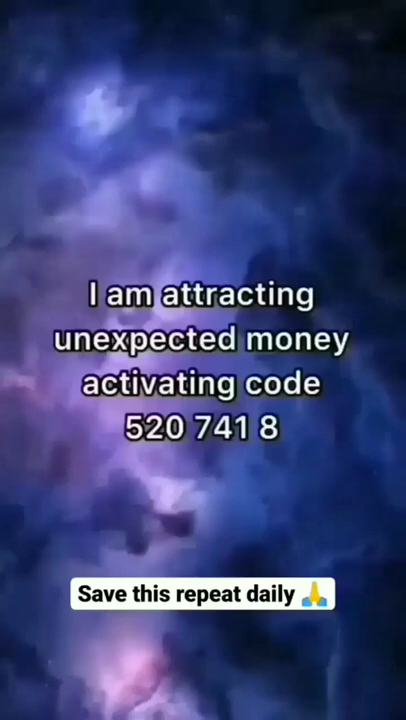 I am attracting
unexpected money
activating code
520 741 8
Save this repeat daily 🙏